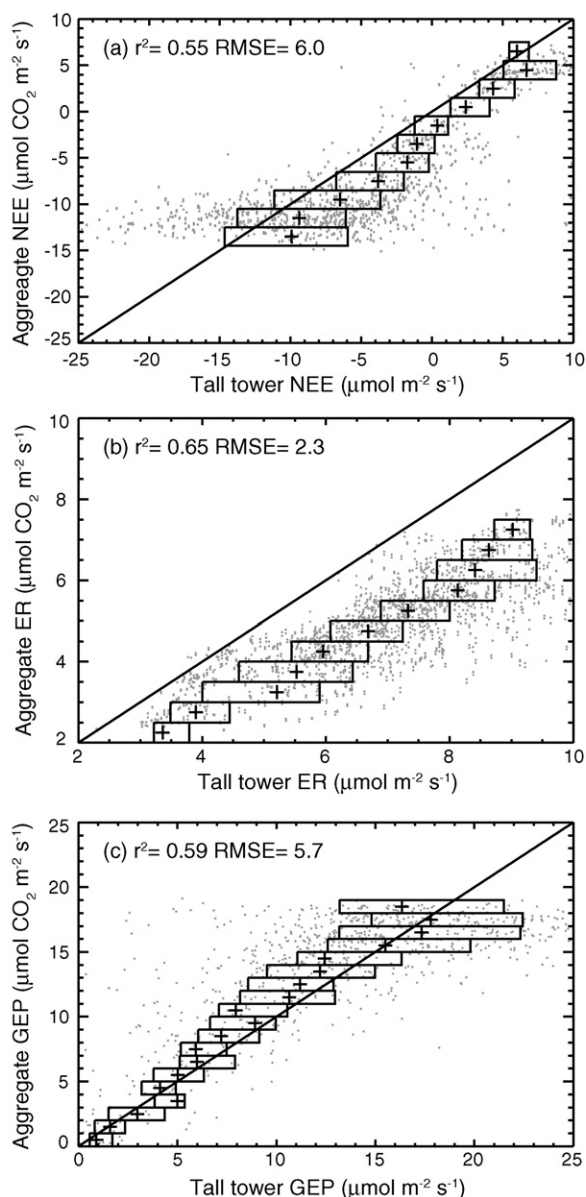 (a) r²= 0.55 RMSE= 6.0
Aggreagte NEE (μmol CO₂ m⁻² s⁻¹)
10
5
0
-5
-10
-15
-20
-25
-25 -20 -15 -10 -5 0 5 10
Tall tower NEE (μmol m⁻² s⁻¹)
(b) r²= 0.65 RMSE= 2.3
Aggregate ER (μmol CO₂ m⁻² s⁻¹)
10
8
6
4
2
2 4 6 8 10
Tall tower ER (μmol m⁻² s⁻¹)
(c) r²= 0.59 RMSE= 5.7
Aggregate GEP (μmol CO₂ m⁻² s⁻¹)
25
20
15
10
5
0
0 5 10 15 20 25
Tall tower GEP (μmol m⁻² s⁻¹)